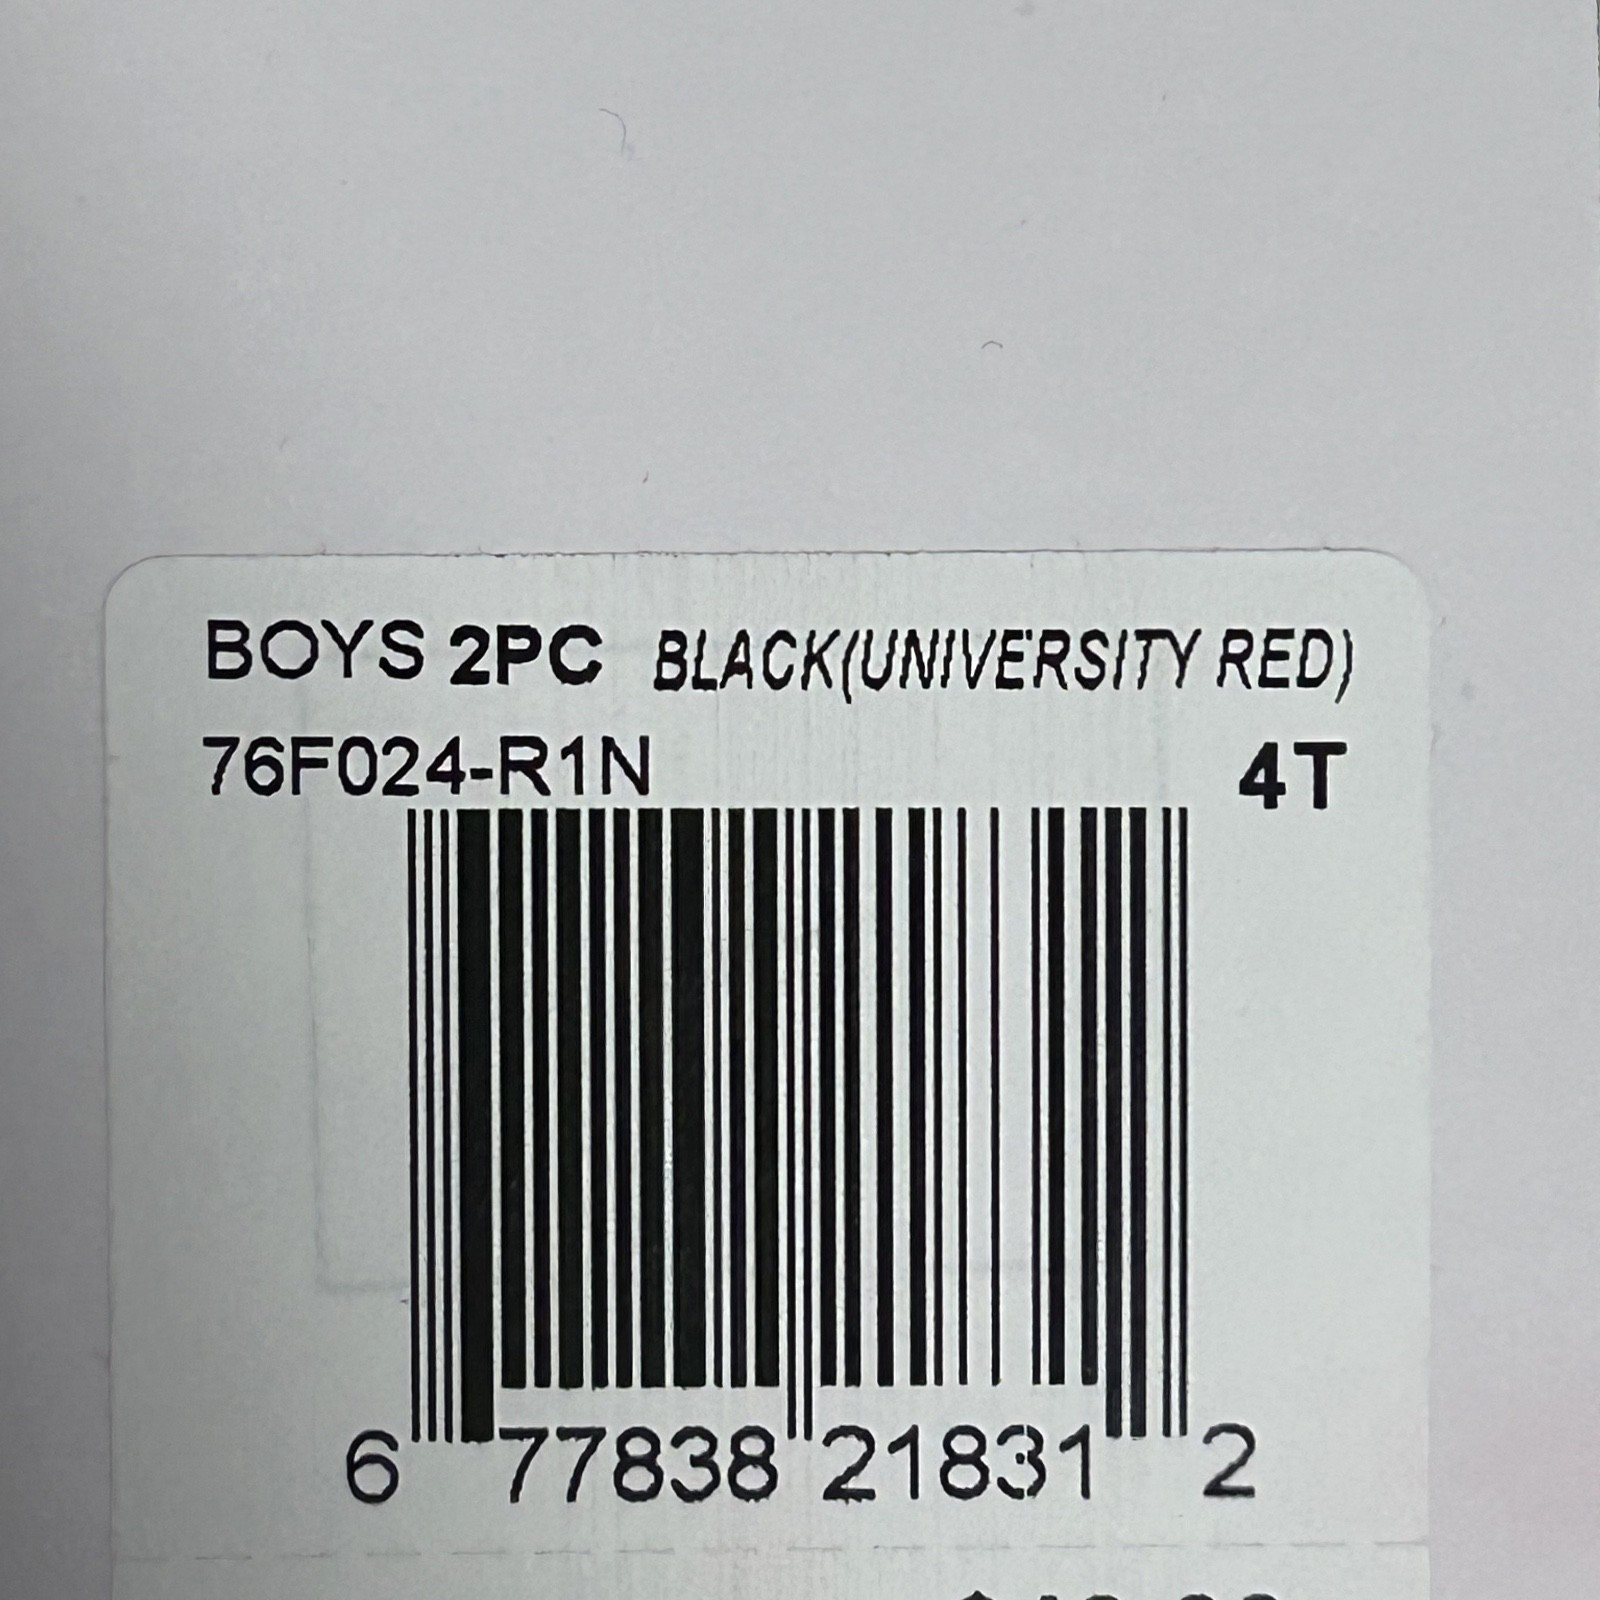 BOYS 2PC BLACK(UNIVERSITY RED)
76F024-R1N 4T
6 77838 21831 2